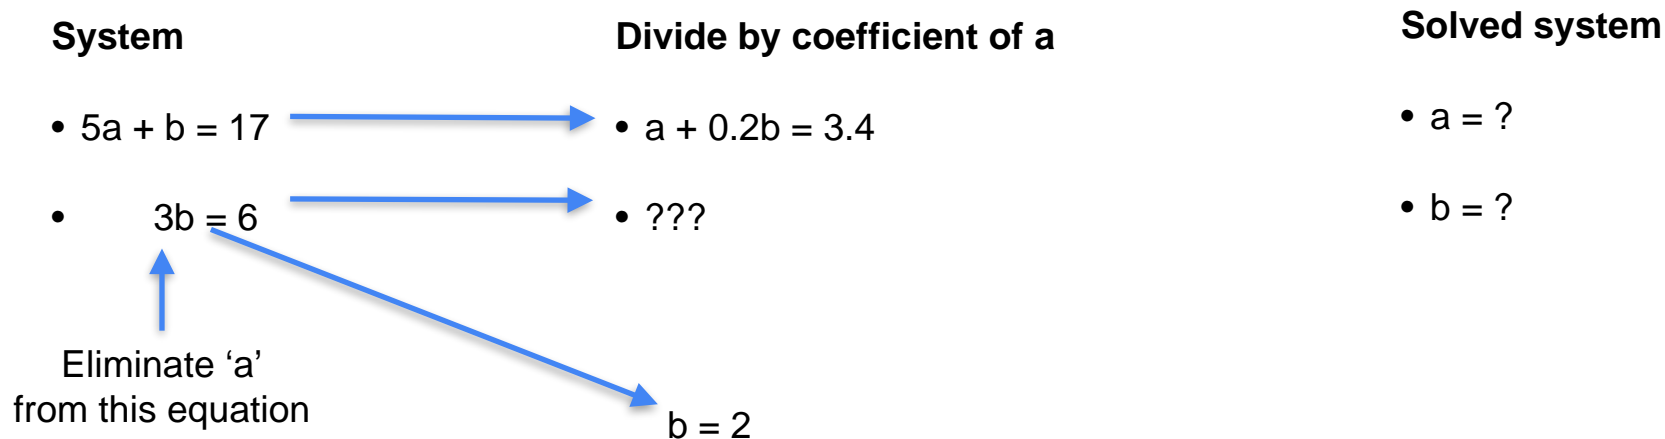 System
Divide by coefficient of a
Solved system
• 5a + b = 17
• a + 0.2b = 3.4
• a = ?
• 3b = 6
• ???
• b = ?
Eliminate ‘a’
from this equation
b = 2